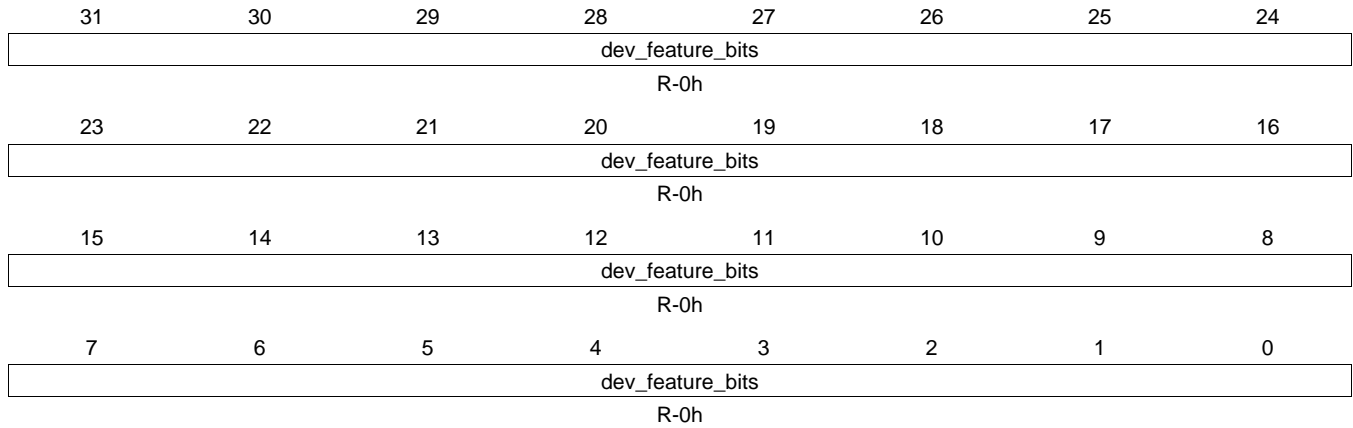 31 30 29 28 27 26 25 24
dev_feature_bits
R-0h
23 22 21 20 19 18 17 16
dev_feature_bits
R-0h
15 14 13 12 11 10 9 8
dev_feature_bits
R-0h
7 6 5 4 3 2 1 0
dev_feature_bits
R-0h